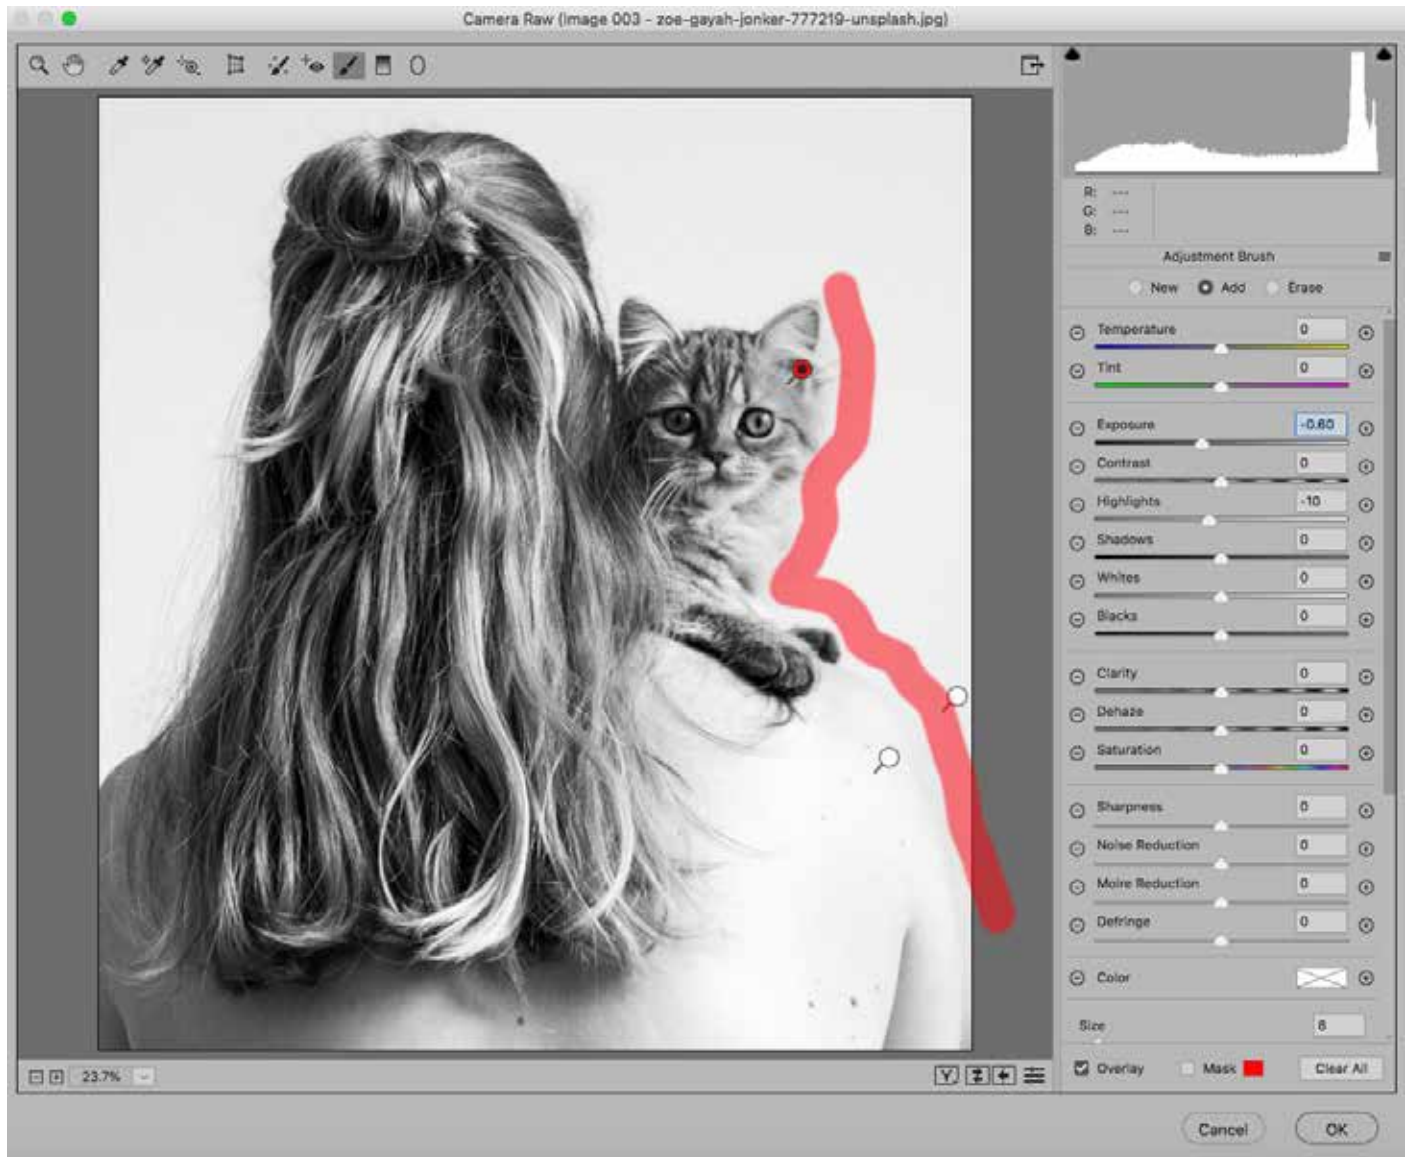 Camera Raw (Image 003 - zoe-gayah-jonker-777219-unsplash.jpg)
R: ---
G: ---
B: ---
Adjustment Brush
New Add Erase
Temperature 0
Tint 0
Exposure -0.60
Contrast 0
Highlights -10
Shadows 0
Whites 0
Blacks 0
Clarity 0
Dehaze 0
Saturation 0
Sharpness 0
Noise Reduction 0
Moire Reduction 0
Defringe 0
Color
Size 8
23.7% Y Overlay Mask Clear All
Cancel OK